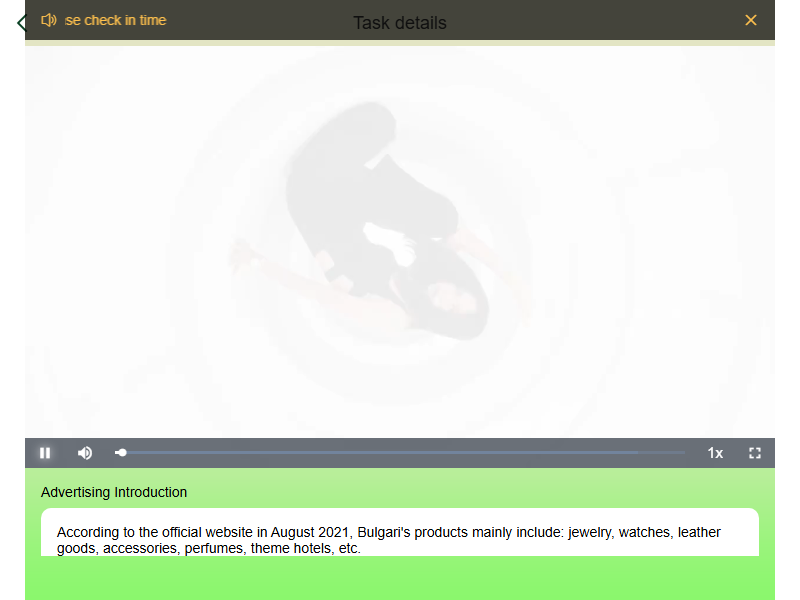 se check in time
Task details
1x
Advertising Introduction
According to the official website in August 2021, Bulgari's products mainly include: jewelry, watches, leather
goods, accessories, perfumes, theme hotels, etc.